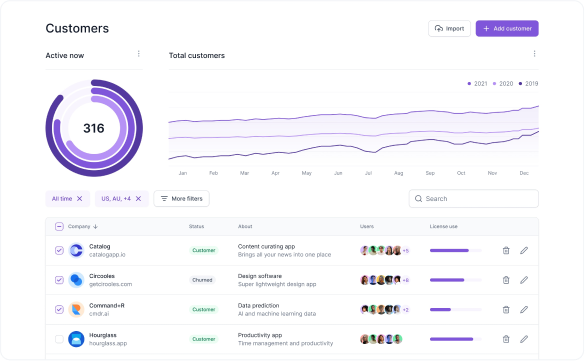 Customers
Import
Add customer
Active now
Total customers
2021
2020
2019
316
Jan Feb Mar Apr May Jun Jul Aug Sep Oct Nov Dec
All time
US, AU, +4
More filters
Search
Company
Status
About
Users
License use
Catalog
catalogapp.io
Customer
Content curating app
Brings all your news into one place
+5
Circooles
getcirooles.com
Churned
Design software
Super lightweight design app
Command+R
cmdr.ai
Customer
Data prediction
AI and machine learning data
+2
Hourglass
hourglass.app
Customer
Productivity app
Time management and productivity